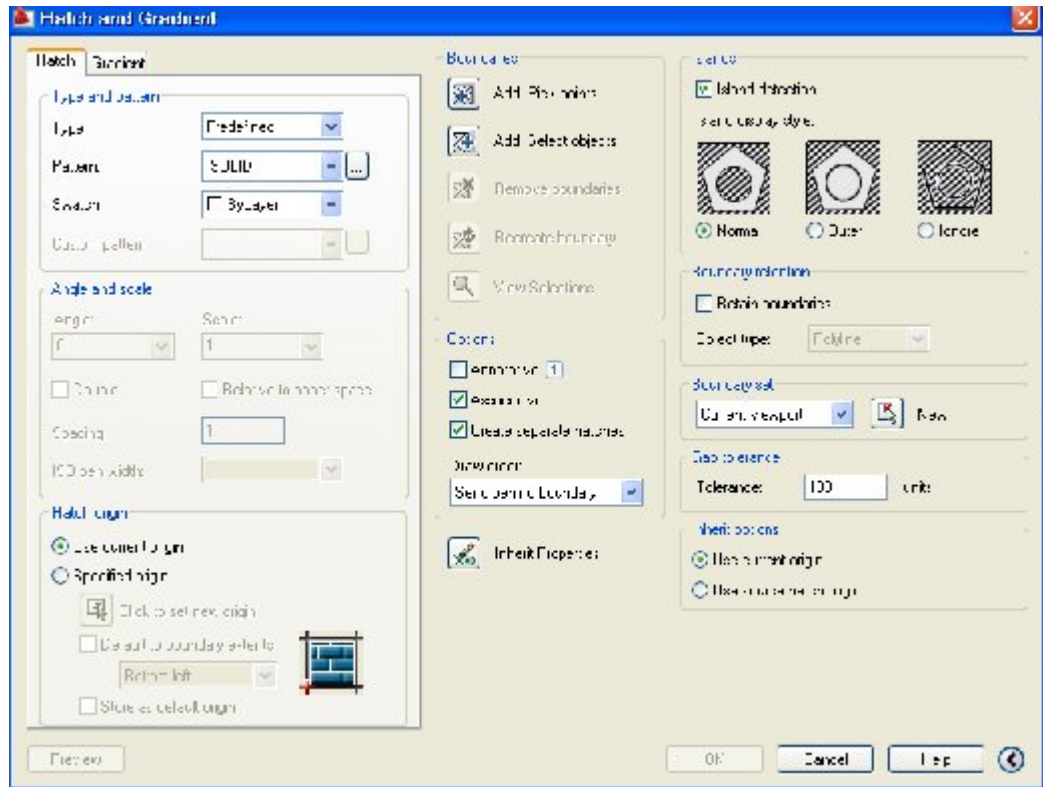 Hatch and Gradient
Hatch
Gradient
Type and pattern
Type
Predefined
Pattern:
SOLID
...
Swatch
ByLayer
Custom pattern
Angle and scale
Angle:
Scale:
0
1
Double
Relative to paper space
Spacing
1
ISO pen width:
Hatch origin
Use current origin
Specified origin
Click to set new origin
Default to boundary extents
Bottom left
Store as default origin
Preview
Boundaries
Add: Pick points
Add: Select objects
Remove boundaries
Recreate boundary
View Selections
Options
Annotative
Associative
Create separate hatches
Draw order:
Send behind boundary
Inherit Properties
Islands
Island detection
Island display style:
Normal
Outer
Ignore
Boundary retention
Retain boundaries
Object type:
Polyline
Boundary set
Current viewport
New
Gap tolerance
Tolerance:
100
units
Inherit options
Use current origin
Use source hatch origin
OK
Cancel
Help